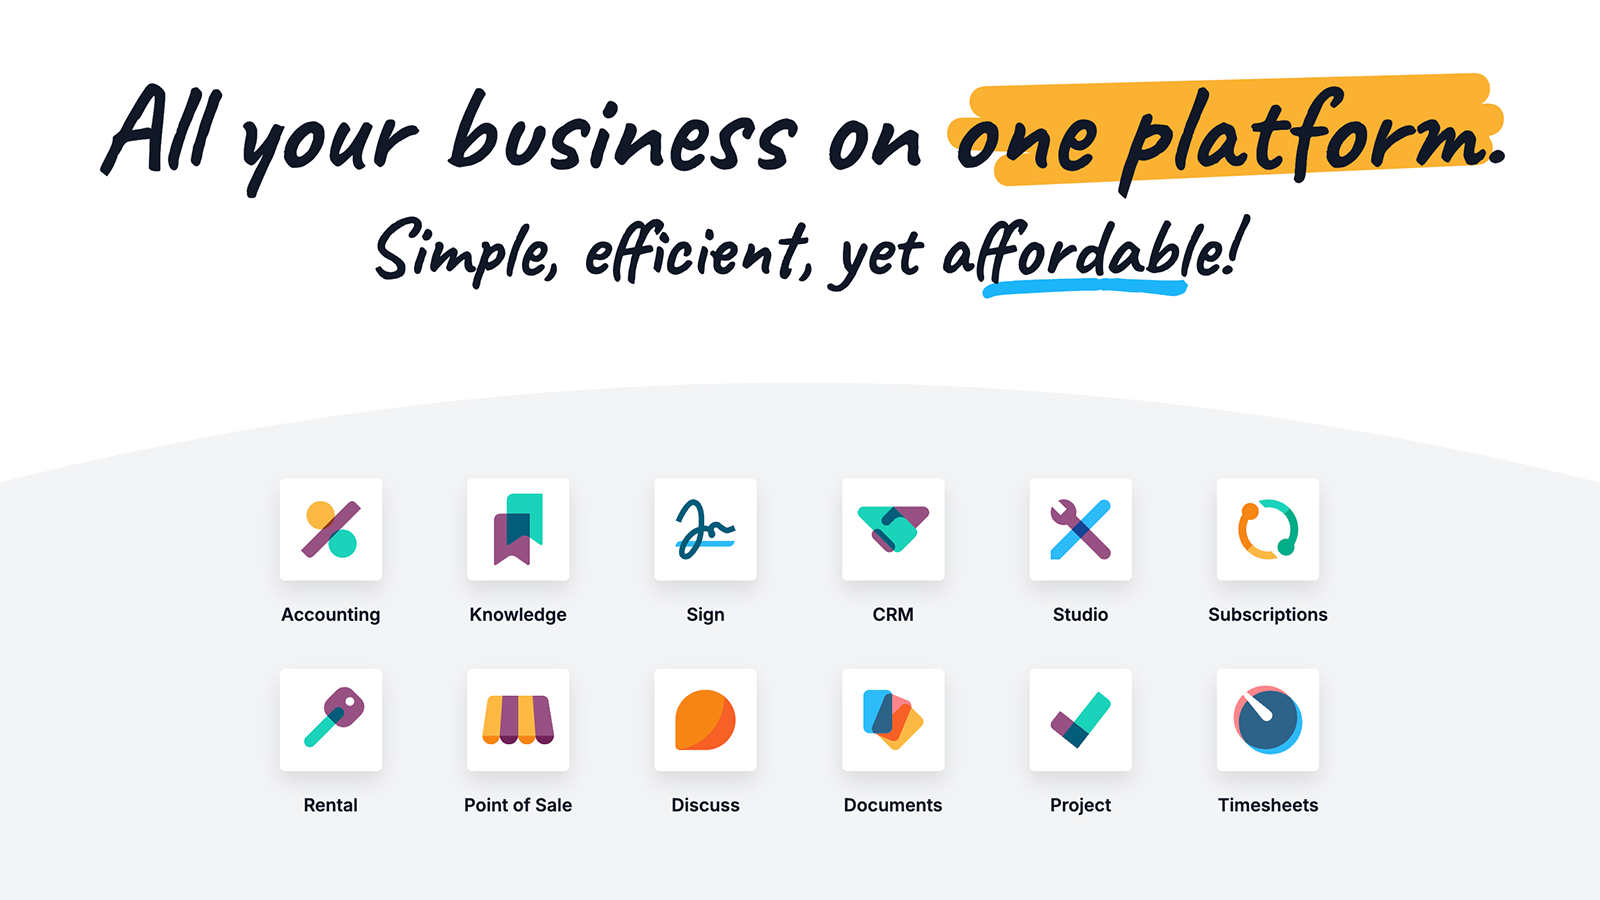 All your business on one platform.
Simple, efficient, yet affordable!
Accounting
Knowledge
Sign
CRM
Studio
Subscriptions
Rental
Point of Sale
Discuss
Documents
Project
Timesheets